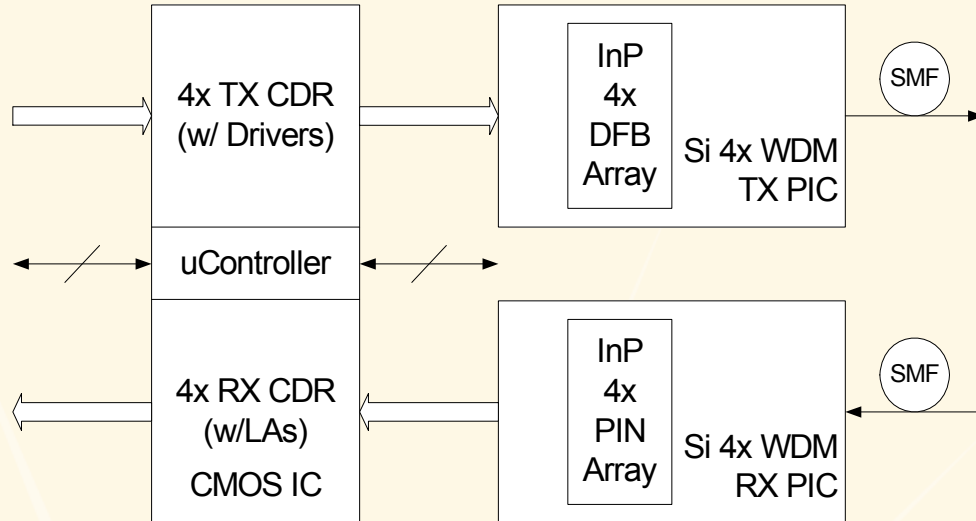 4x TX CDR
(w/ Drivers)
InP
4x
DFB
Array
Si 4x WDM
TX PIC
SMF
uController
4x RX CDR
(w/LAs)
CMOS IC
InP
4x
PIN
Array
Si 4x WDM
RX PIC
SMF